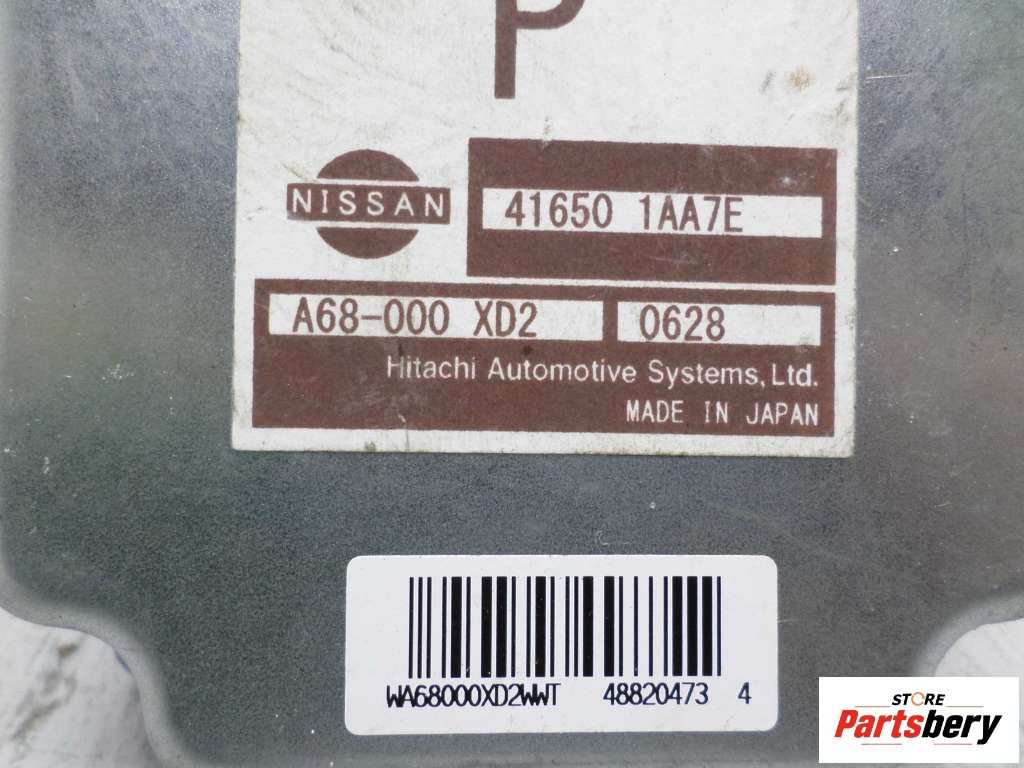 P
NISSAN
41650 1AA7E
A68-000 XD2 0628
Hitachi Automotive Systems, Ltd.
MADE IN JAPAN
WA68000XD2WWT 48820473 4
STORE
Partsbery